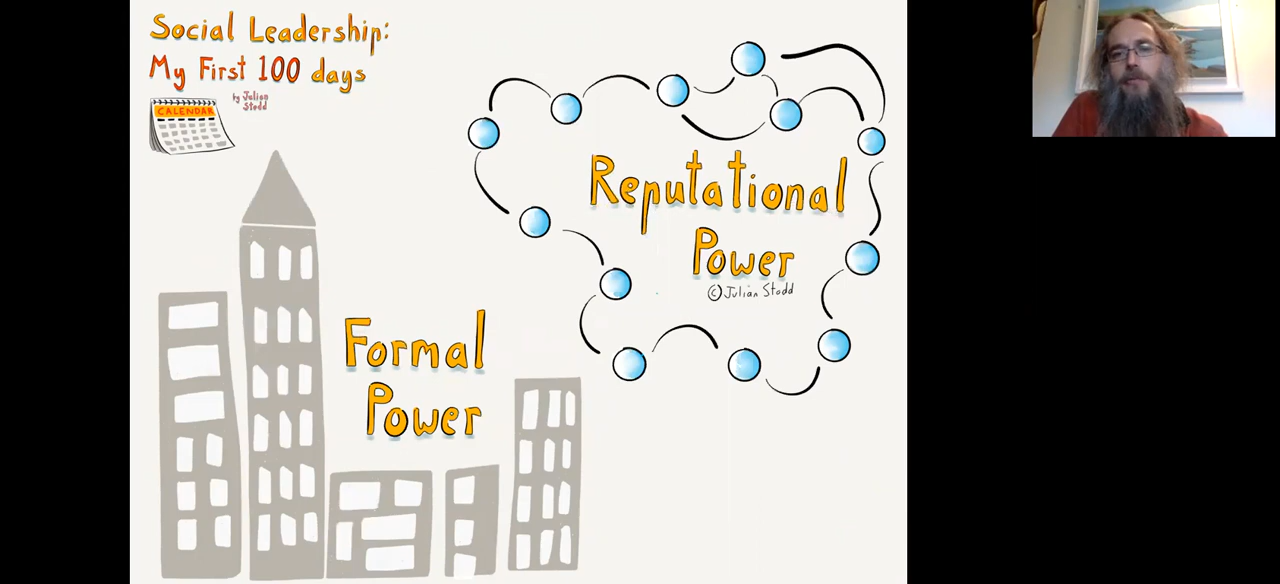 Social Leadership:
My First 100 days
by Julian
Stodd
CALENDAR
Reputational
Power
© Julian Stodd
Formal
Power